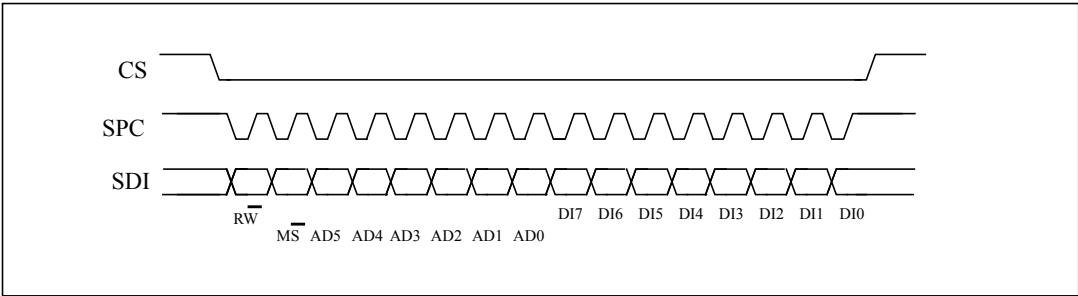 CS
SPC
SDI
RW̅ DI7 DI6 DI5 DI4 DI3 DI2 DI1 DI0
MS̅ AD5 AD4 AD3 AD2 AD1 AD0